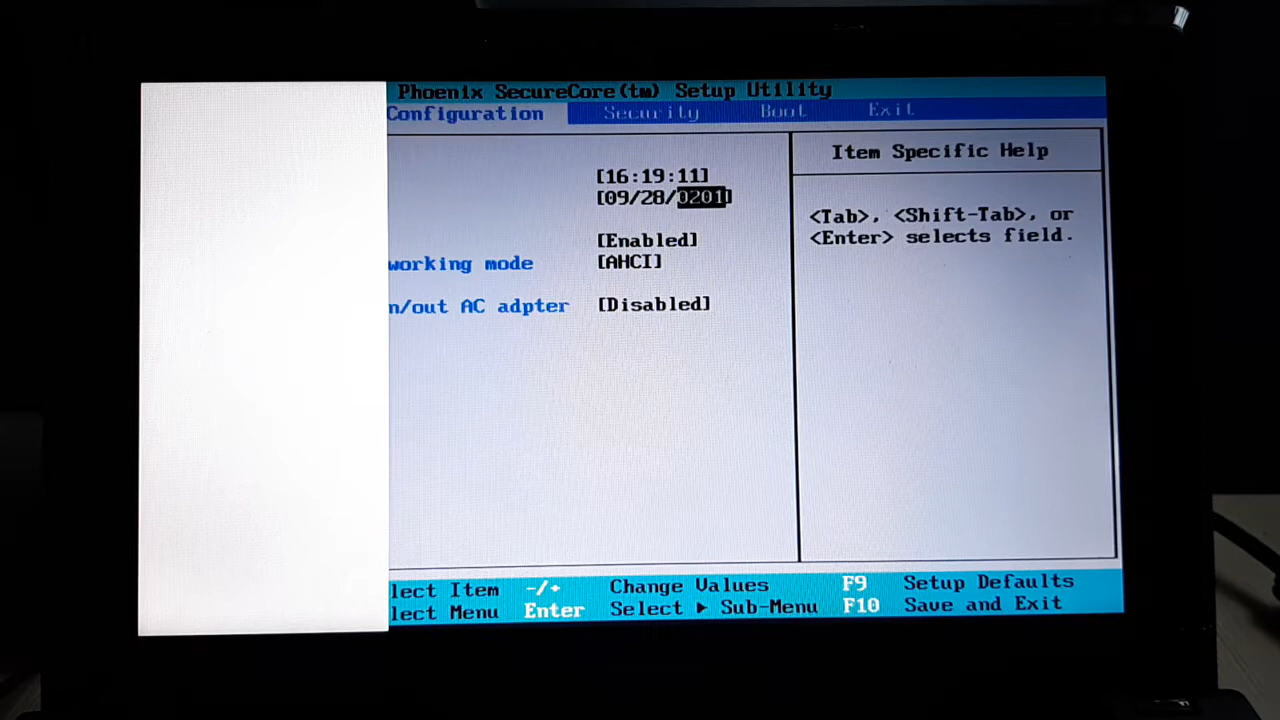 Phoenix SecureCore(tm) Setup Utility
Configuration Security Boot Exit
Item Specific Help
[16:19:11]
[09/28/0201]
<Tab>, <Shift-Tab>, or
<Enter> selects field.
[Enabled]
working mode [AHCI]
n/out AC adpter [Disabled]
lect Item -/+ Change Values F9 Setup Defaults
lect Menu Enter Select ▶ Sub-Menu F10 Save and Exit